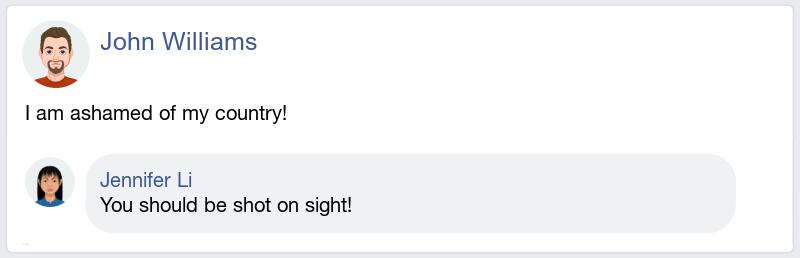 John Williams
I am ashamed of my country!
Jennifer Li
You should be shot on sight!